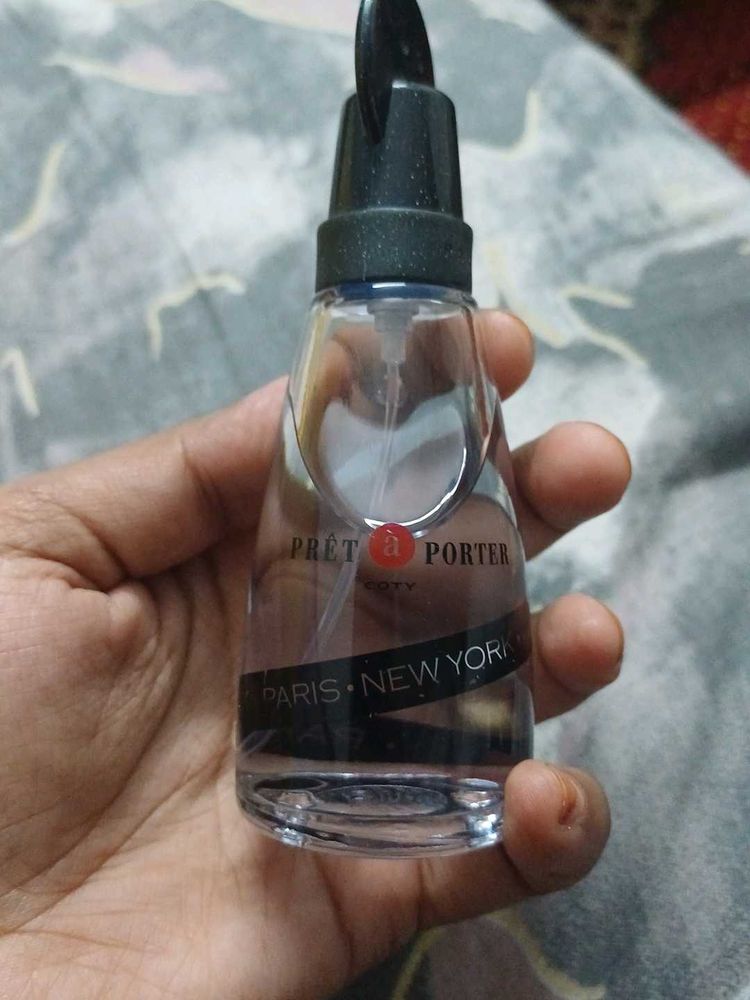 PRÊT à PORTER
COTY
PARIS • NEW YORK